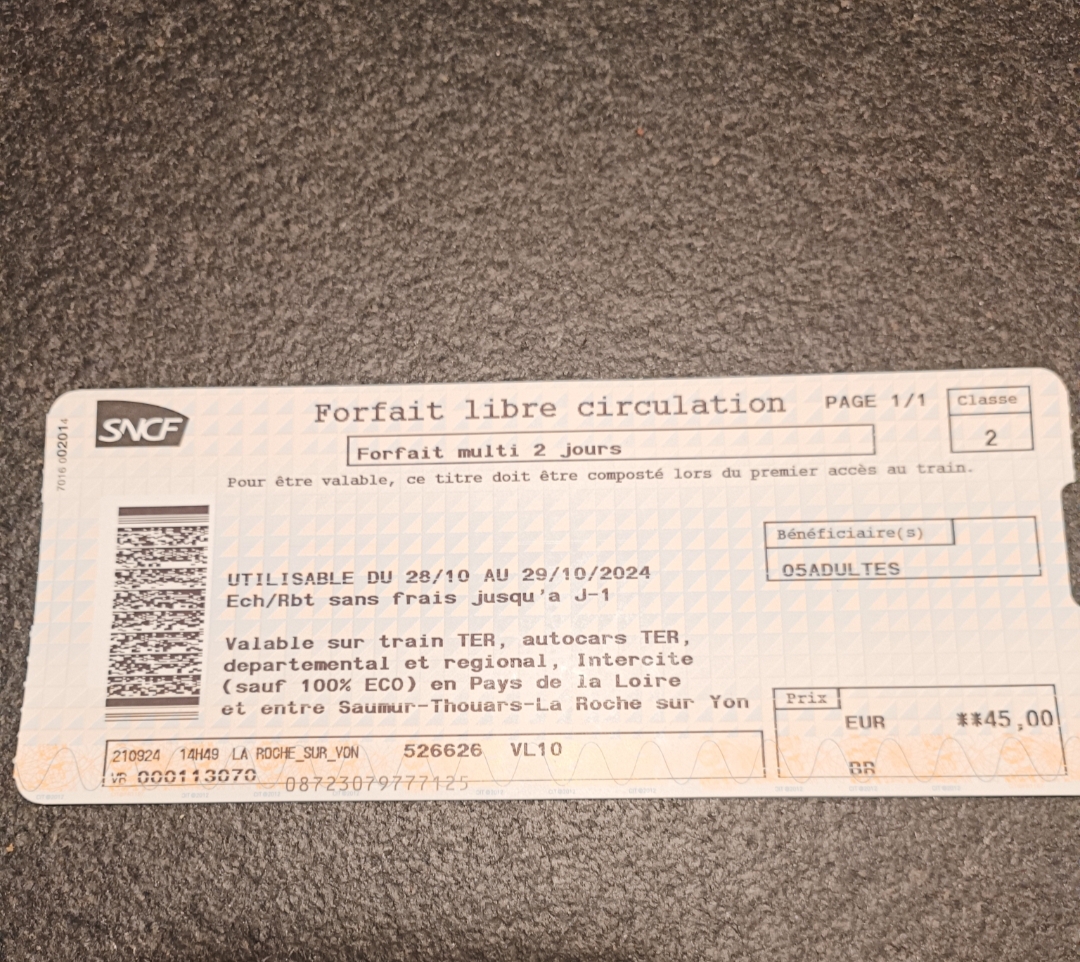 SNCF
Forfait libre circulation
PAGE 1/1
Classe
2
Forfait multi 2 jours
Pour être valable, ce titre doit être composté lors du premier accès au train.
Bénéficiaire(s)
05ADULTES
UTILISABLE DU 28/10 AU 29/10/2024
Ech/Rbt sans frais jusqu'a J-1
Valable sur train TER, autocars TER,
departemental et regional, Intercite
(sauf 100% ECO) en Pays de la Loire
et entre Saumur-Thouars-La Roche sur Yon
Prix
EUR **45,00
BR
210924 14H49 LA ROCHE_SUR_YON 526626 VL10
VR 000113070 08723079777125